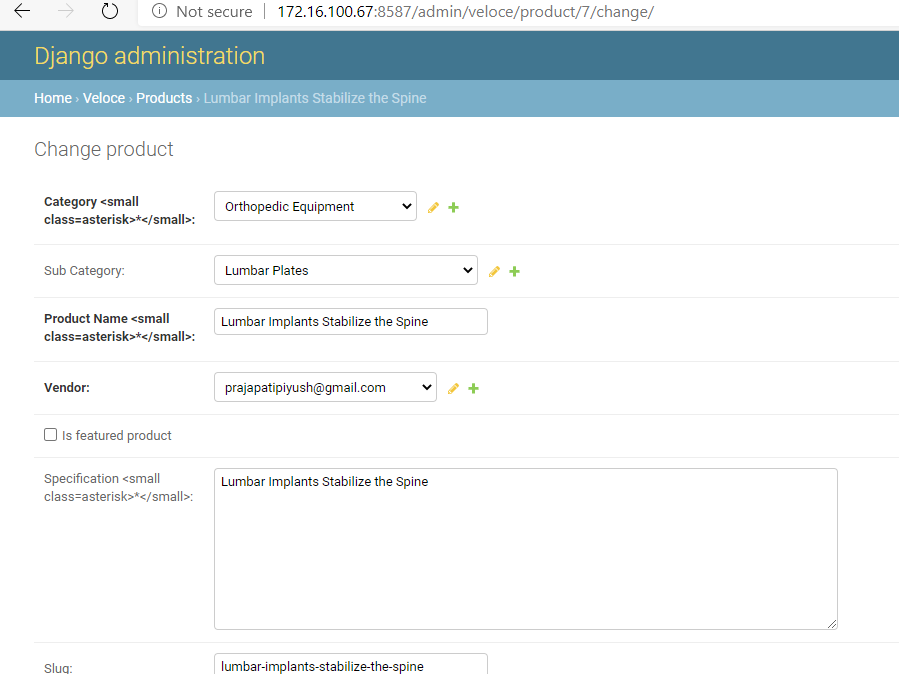 Not secure | 172.16.100.67:8587/admin/veloce/product/7/change/
Django administration
Home › Veloce › Products › Lumbar Implants Stabilize the Spine
Change product
Category <small
class=asterisk>*</small>:
Orthopedic Equipment
Sub Category:
Lumbar Plates
Product Name <small
class=asterisk>*</small>:
Lumbar Implants Stabilize the Spine
Vendor:
prajapatipiyush@gmail.com
Is featured product
Specification <small
class=asterisk>*</small>:
Lumbar Implants Stabilize the Spine
Slug:
lumbar-implants-stabilize-the-spine